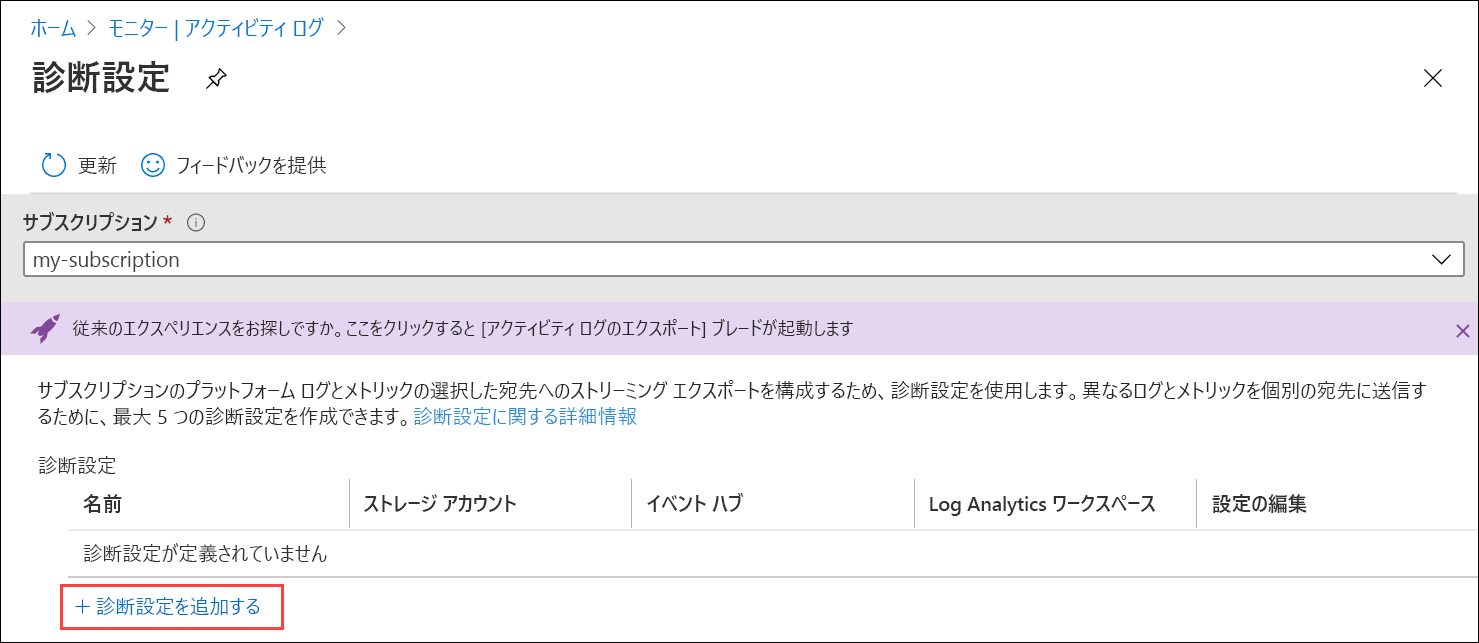 ホーム > モニター | アクティビティ ログ >
診断設定
更新 フィードバックを提供
サブスクリプション *
my-subscription
従来のエクスペリエンスをお探しですか。ここをクリックすると [アクティビティ ログのエクスポート] ブレードが起動します
サブスクリプションのプラットフォーム ログとメトリックの選択した宛先へのストリーミング エクスポートを構成するため、診断設定を使用します。異なるログとメトリックを個別の宛先に送信す
るために、最大 5 つの診断設定を作成できます。診断設定に関する詳細情報
診断設定
名前 ストレージ アカウント イベント ハブ Log Analytics ワークスペース 設定の編集
診断設定が定義されていません
+ 診断設定を追加する